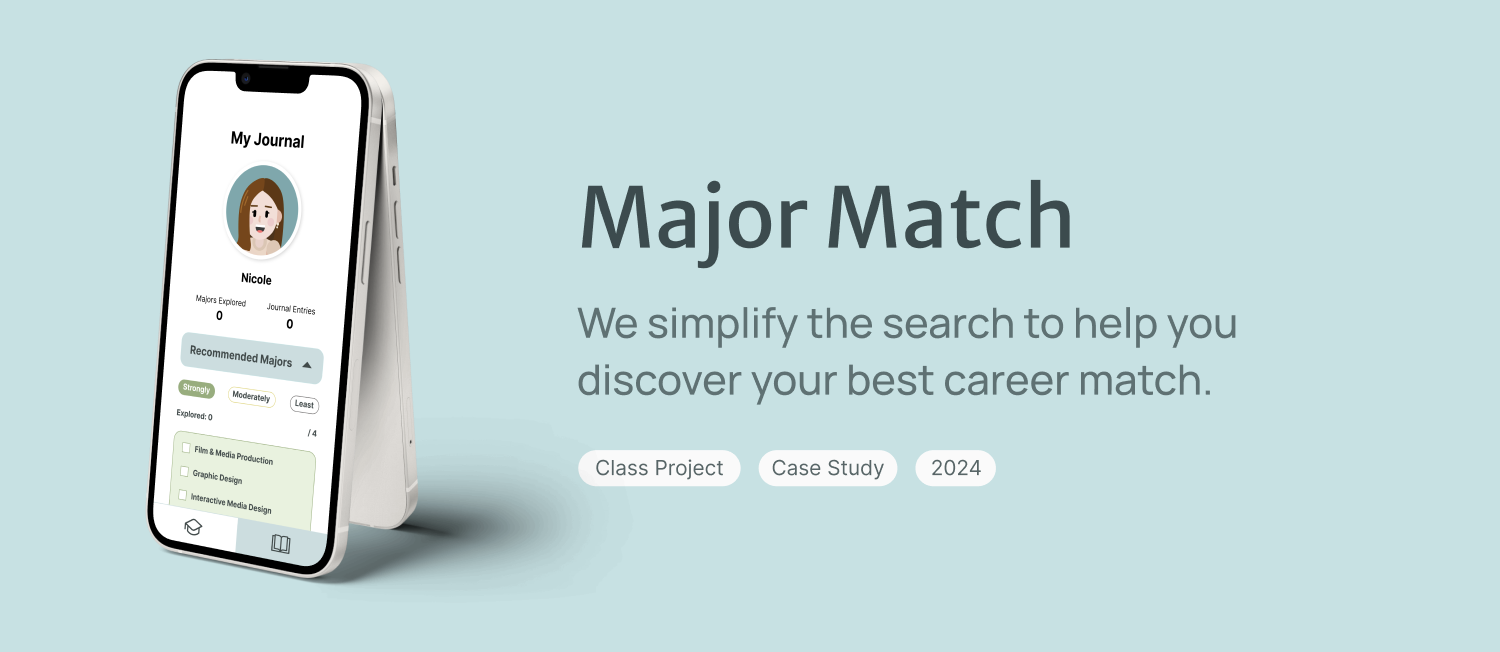 My Journal
Nicole
Majors Explored
0
Journal Entries
0
Recommended Majors
Strongly
Moderately
Least
Explored: 0
/ 4
Film & Media Production
Graphic Design
Interactive Media Design
Major Match
We simplify the search to help you
discover your best career match.
Class Project
Case Study
2024